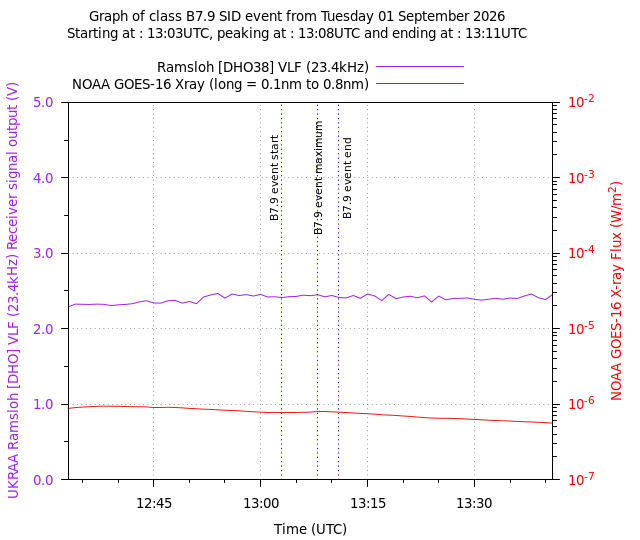 Graph of class B7.9 SID event from Tuesday 01 September 2026
Starting at : 13:03UTC, peaking at : 13:08UTC and ending at : 13:11UTC
Ramsloh [DHO38] VLF (23.4kHz)
NOAA GOES-16 Xray (long = 0.1nm to 0.8nm)
UKRAA Ramsloh [DHO] VLF (23.4kHz) Receiver signal output (V)
5.0
4.0
3.0
2.0
1.0
0.0
B7.9 event start
B7.9 event maximum
B7.9 event end
10-2
10-3
10-4
10-5
10-6
10-7
NOAA GOES-16 X-ray Flux (W/m2)
12:45
13:00
13:15
13:30
Time (UTC)